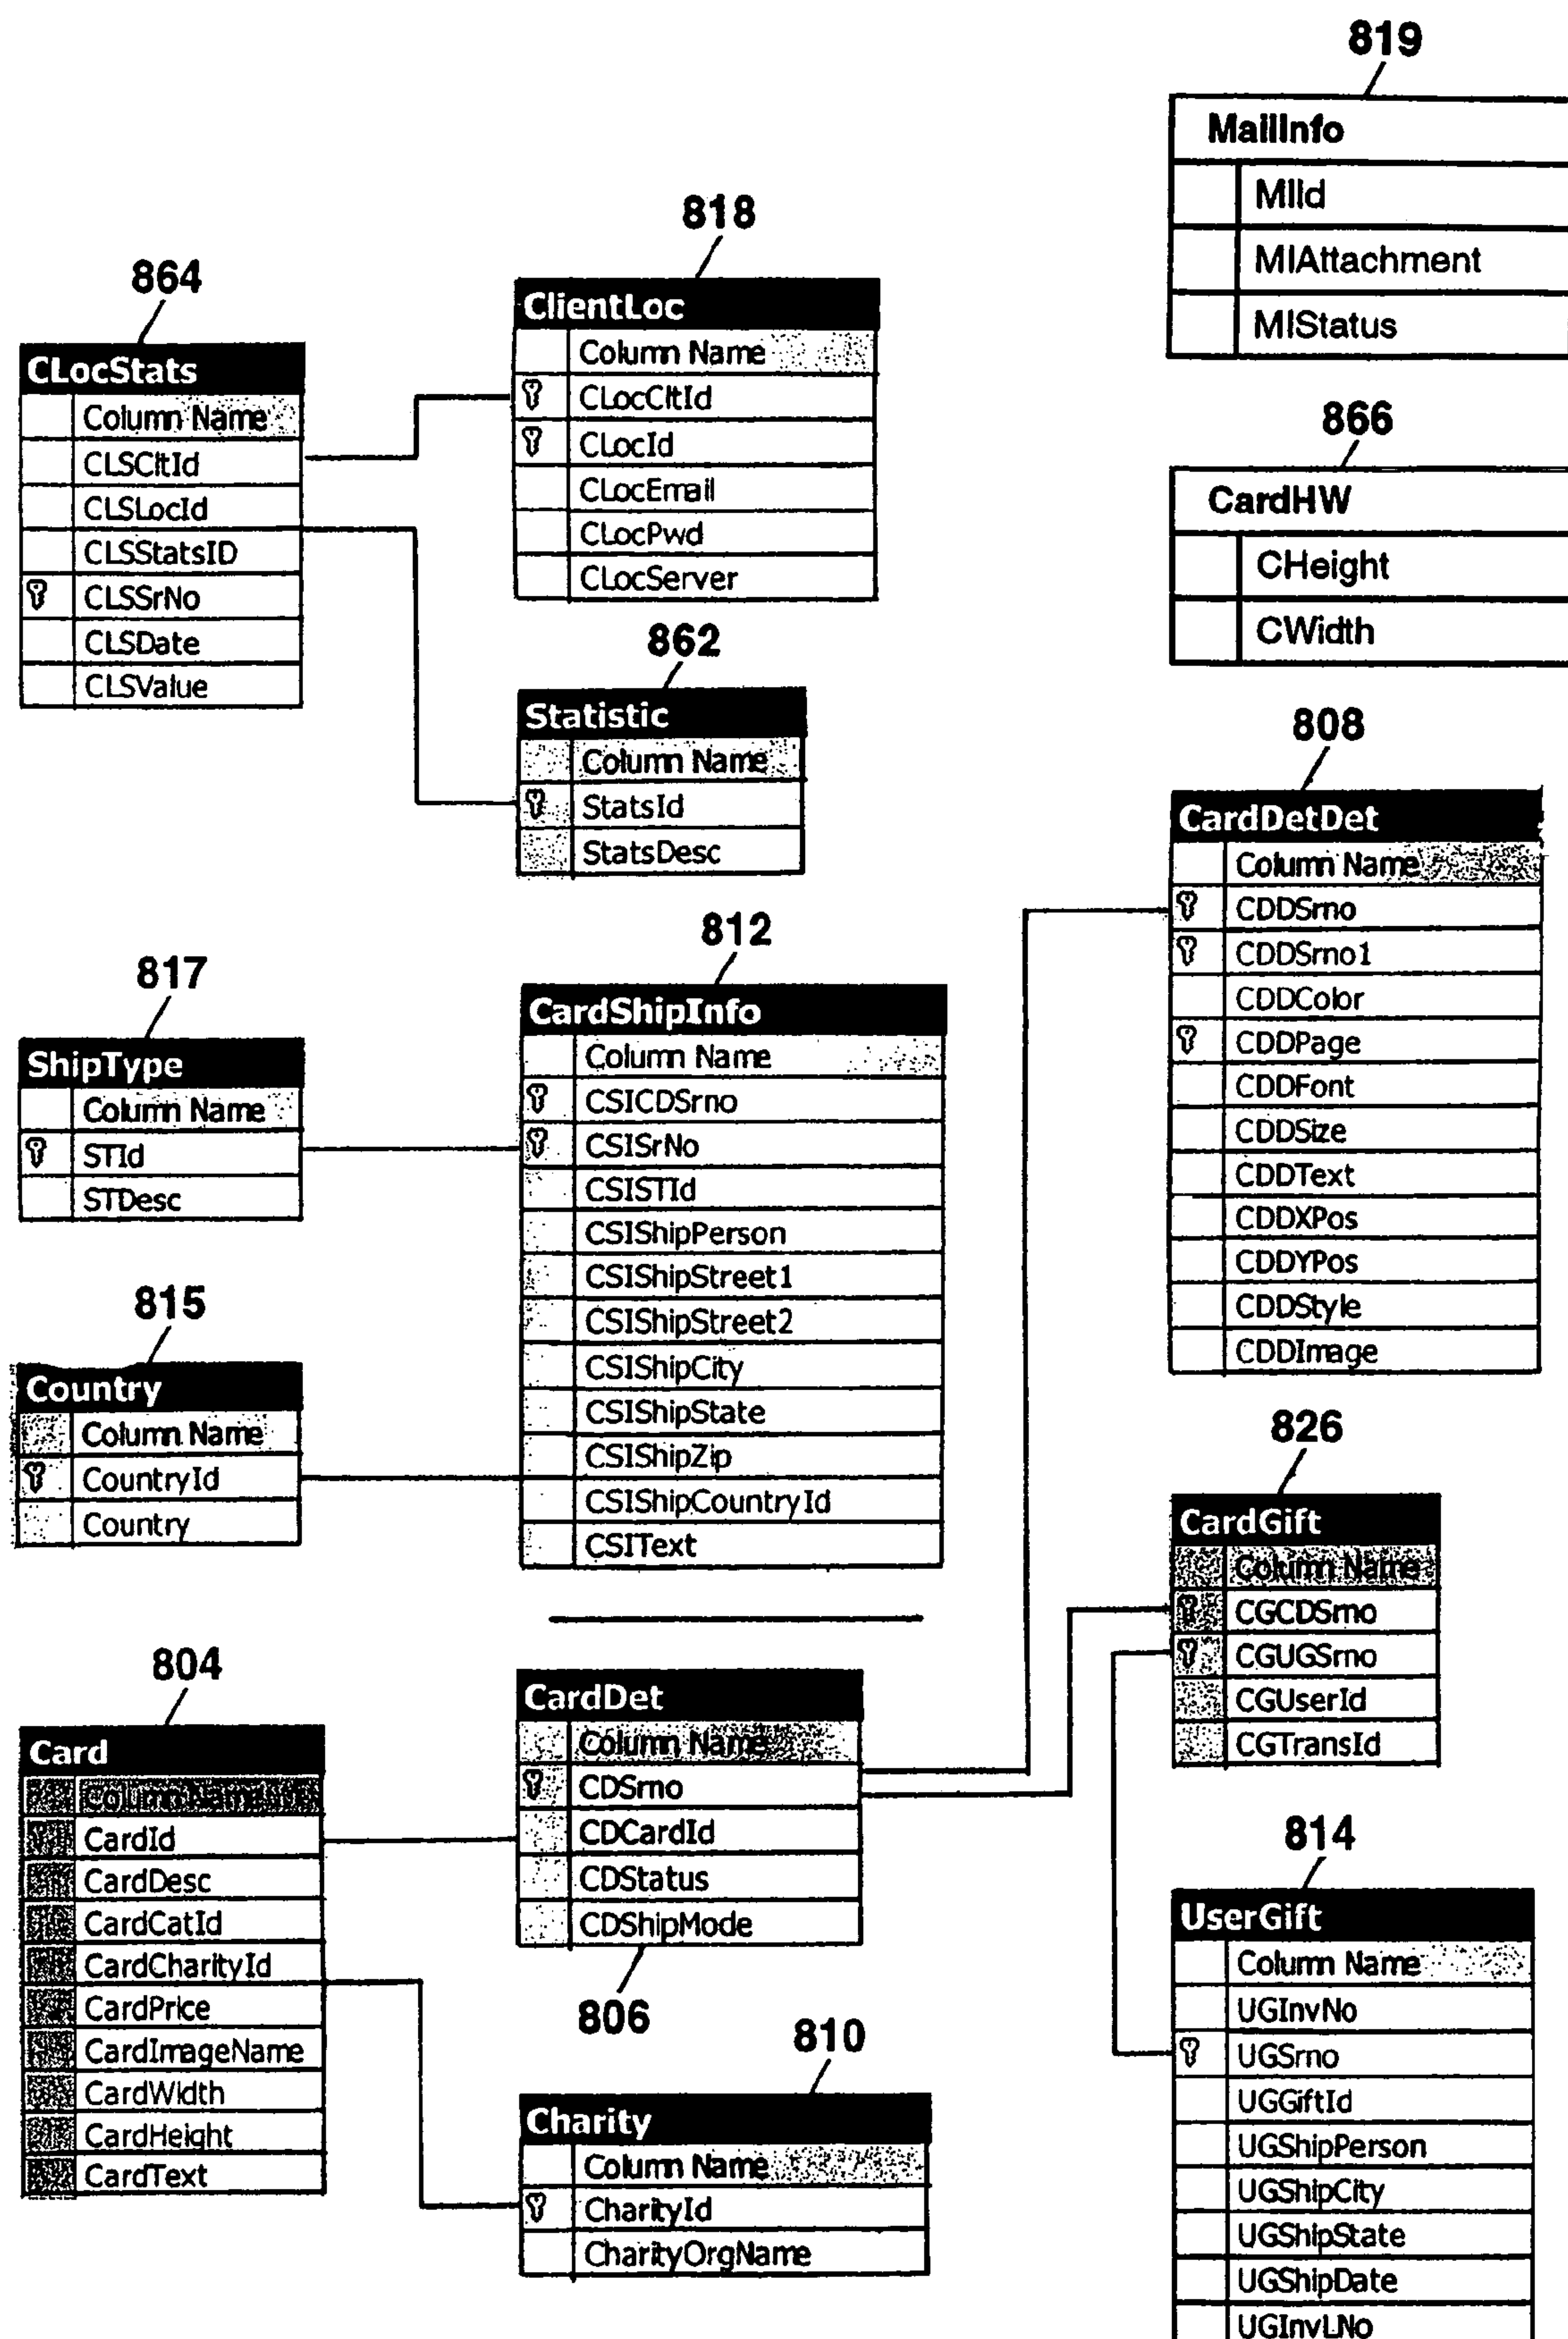 819
MailInfo
MIId
MIAttachment
MIStatus
818
864
ClientLoc
Column Name
CLocCltId
CLocId
CLocEmail
CLocPwd
CLocServer
CLocStats
Column Name
CLSCltId
CLSLocId
CLSStatsID
CLSSrNo
CLSDate
CLSValue
866
CardHW
CHeight
CWidth
862
Statistic
Column Name
StatsId
StatsDesc
808
CardDetDet
Column Name
CDDSrno
CDDSrno1
CDDColor
CDDPage
CDDFont
CDDSize
CDDText
CDDXPos
CDDYPos
CDDStyle
CDDImage
812
CardShipInfo
Column Name
CSICDSrno
CSISrNo
CSISTId
CSIShipPerson
CSIShipStreet1
CSIShipStreet2
CSIShipCity
CSIShipState
CSIShipZip
CSIShipCountryId
CSIText
817
ShipType
Column Name
STId
STDesc
815
Country
Column Name
CountryId
Country
826
CardGift
Column Name
CGCDSrno
CGUGSrno
CGUserId
CGTransId
804
Card
Column Name
CardId
CardDesc
CardCatId
CardCharityId
CardPrice
CardImageName
CardWidth
CardHeight
CardText
CardDet
Column Name
CDSrno
CDCardId
CDStatus
CDShipMode
806
810
Charity
Column Name
CharityId
CharityOrgName
814
UserGift
Column Name
UGInvNo
UGSrno
UGGiftId
UGShipPerson
UGShipCity
UGShipState
UGShipDate
UGInvLNo